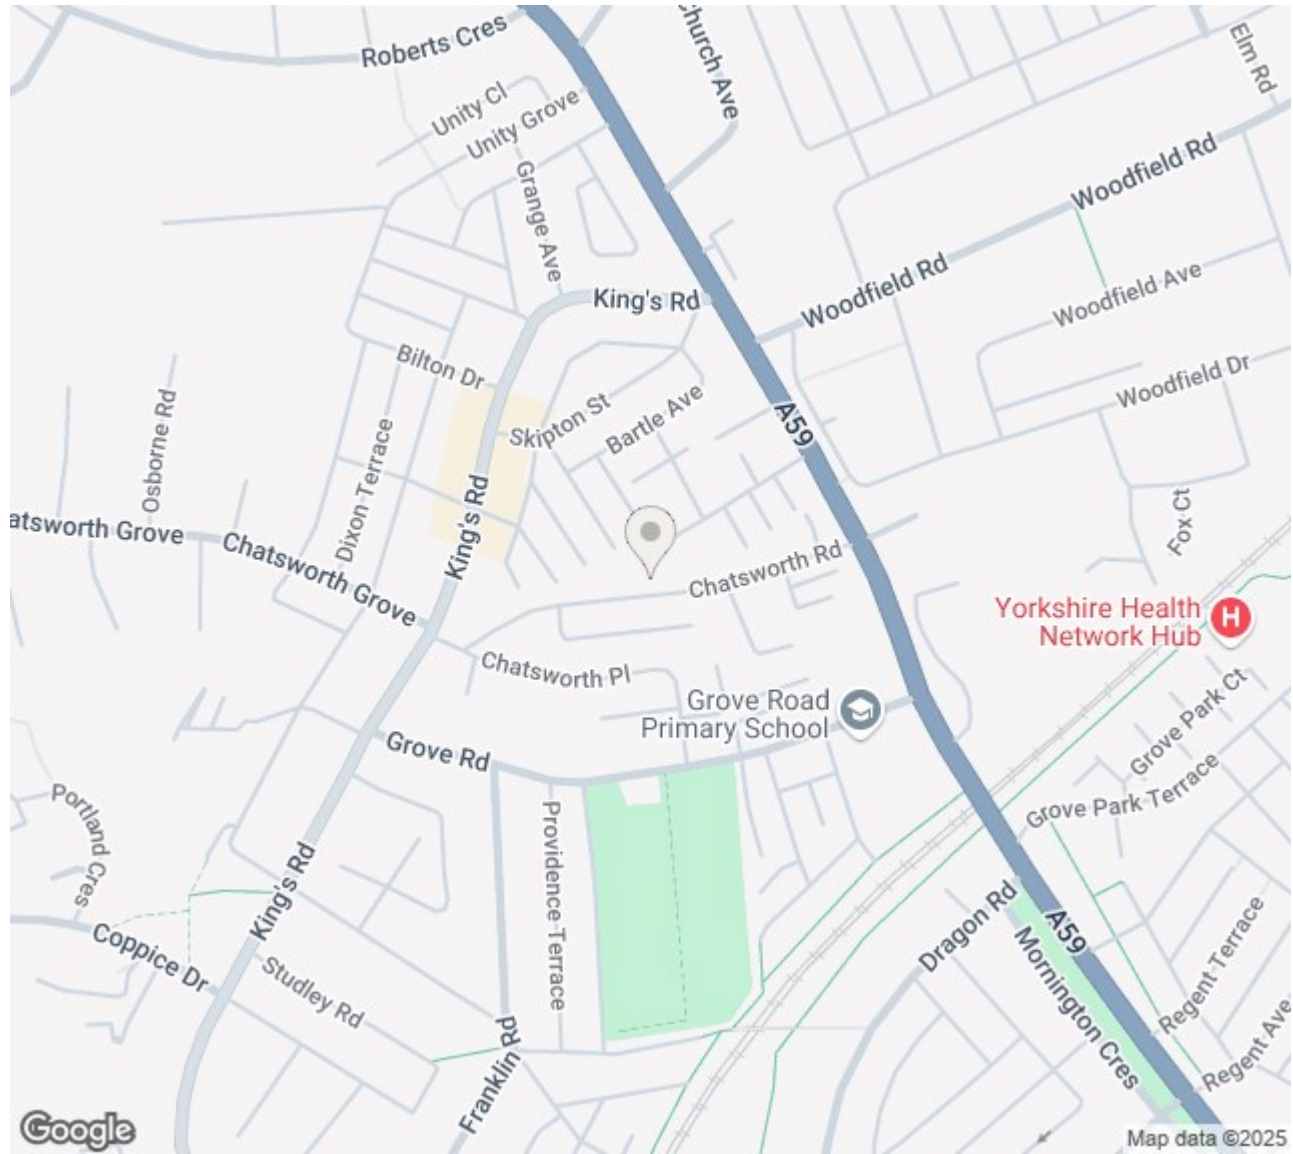 Roberts Cres
Church Ave
Elm Rd
Unity Cl
Unity Grove
Grange Ave
Woodfield Rd
King's Rd
Woodfield Rd
Woodfield Ave
Bilton Dr
Skipton St
Bartle Ave
A59
Woodfield Dr
Osborne Rd
Dixon Terrace
King's Rd
atsworth Grove
Chatsworth Grove
Chatsworth Rd
Fox Ct
Yorkshire Health
Network Hub
H
Chatsworth Pl
Grove Road
Primary School
Grove Park Ct
Grove Rd
Grove Park Terrace
Portland Cres
Providence Terrace
King's Rd
Dragon Rd
A59
Coppice Dr
Studley Rd
Mornington Cres
Regent Terrace
Franklin Rd
Regent Ave
Google
Map data ©2025